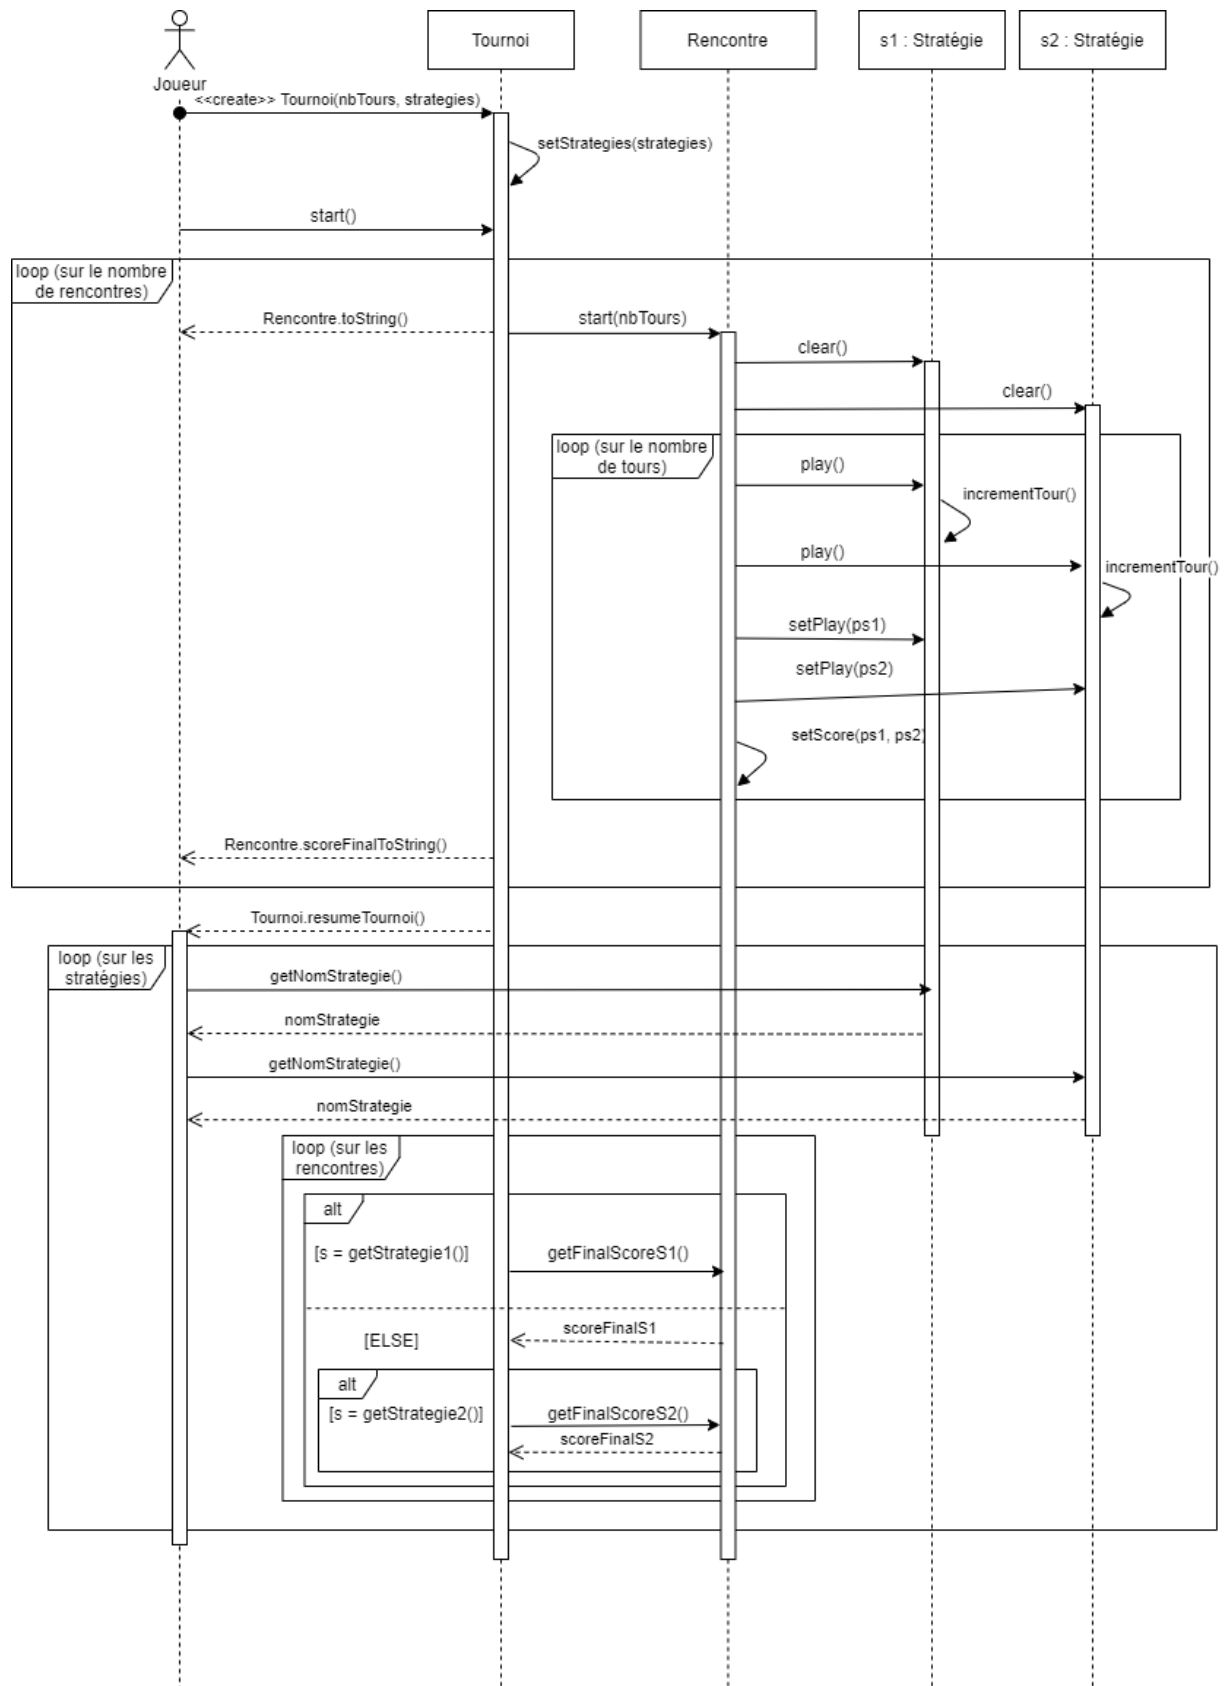 Joueur
Tournoi
Rencontre
s1 : Stratégie
s2 : Stratégie
<<create>> Tournoi(nbTours, strategies)
setStrategies(strategies)
start()
loop (sur le nombre
de rencontres)
Rencontre.toString()
start(nbTours)
clear()
clear()
loop (sur le nombre
de tours)
play()
incrementTour()
play()
incrementTour()
setPlay(ps1)
setPlay(ps2)
setScore(ps1, ps2)
Rencontre.scoreFinalToString()
Tournoi.resumeTournoi()
loop (sur les
stratégies)
getNomStrategie()
nomStrategie
getNomStrategie()
nomStrategie
loop (sur les
rencontres)
alt
[s = getStrategie1()]
getFinalScoreS1()
scoreFinalS1
[ELSE]
alt
[s = getStrategie2()]
getFinalScoreS2()
scoreFinalS2